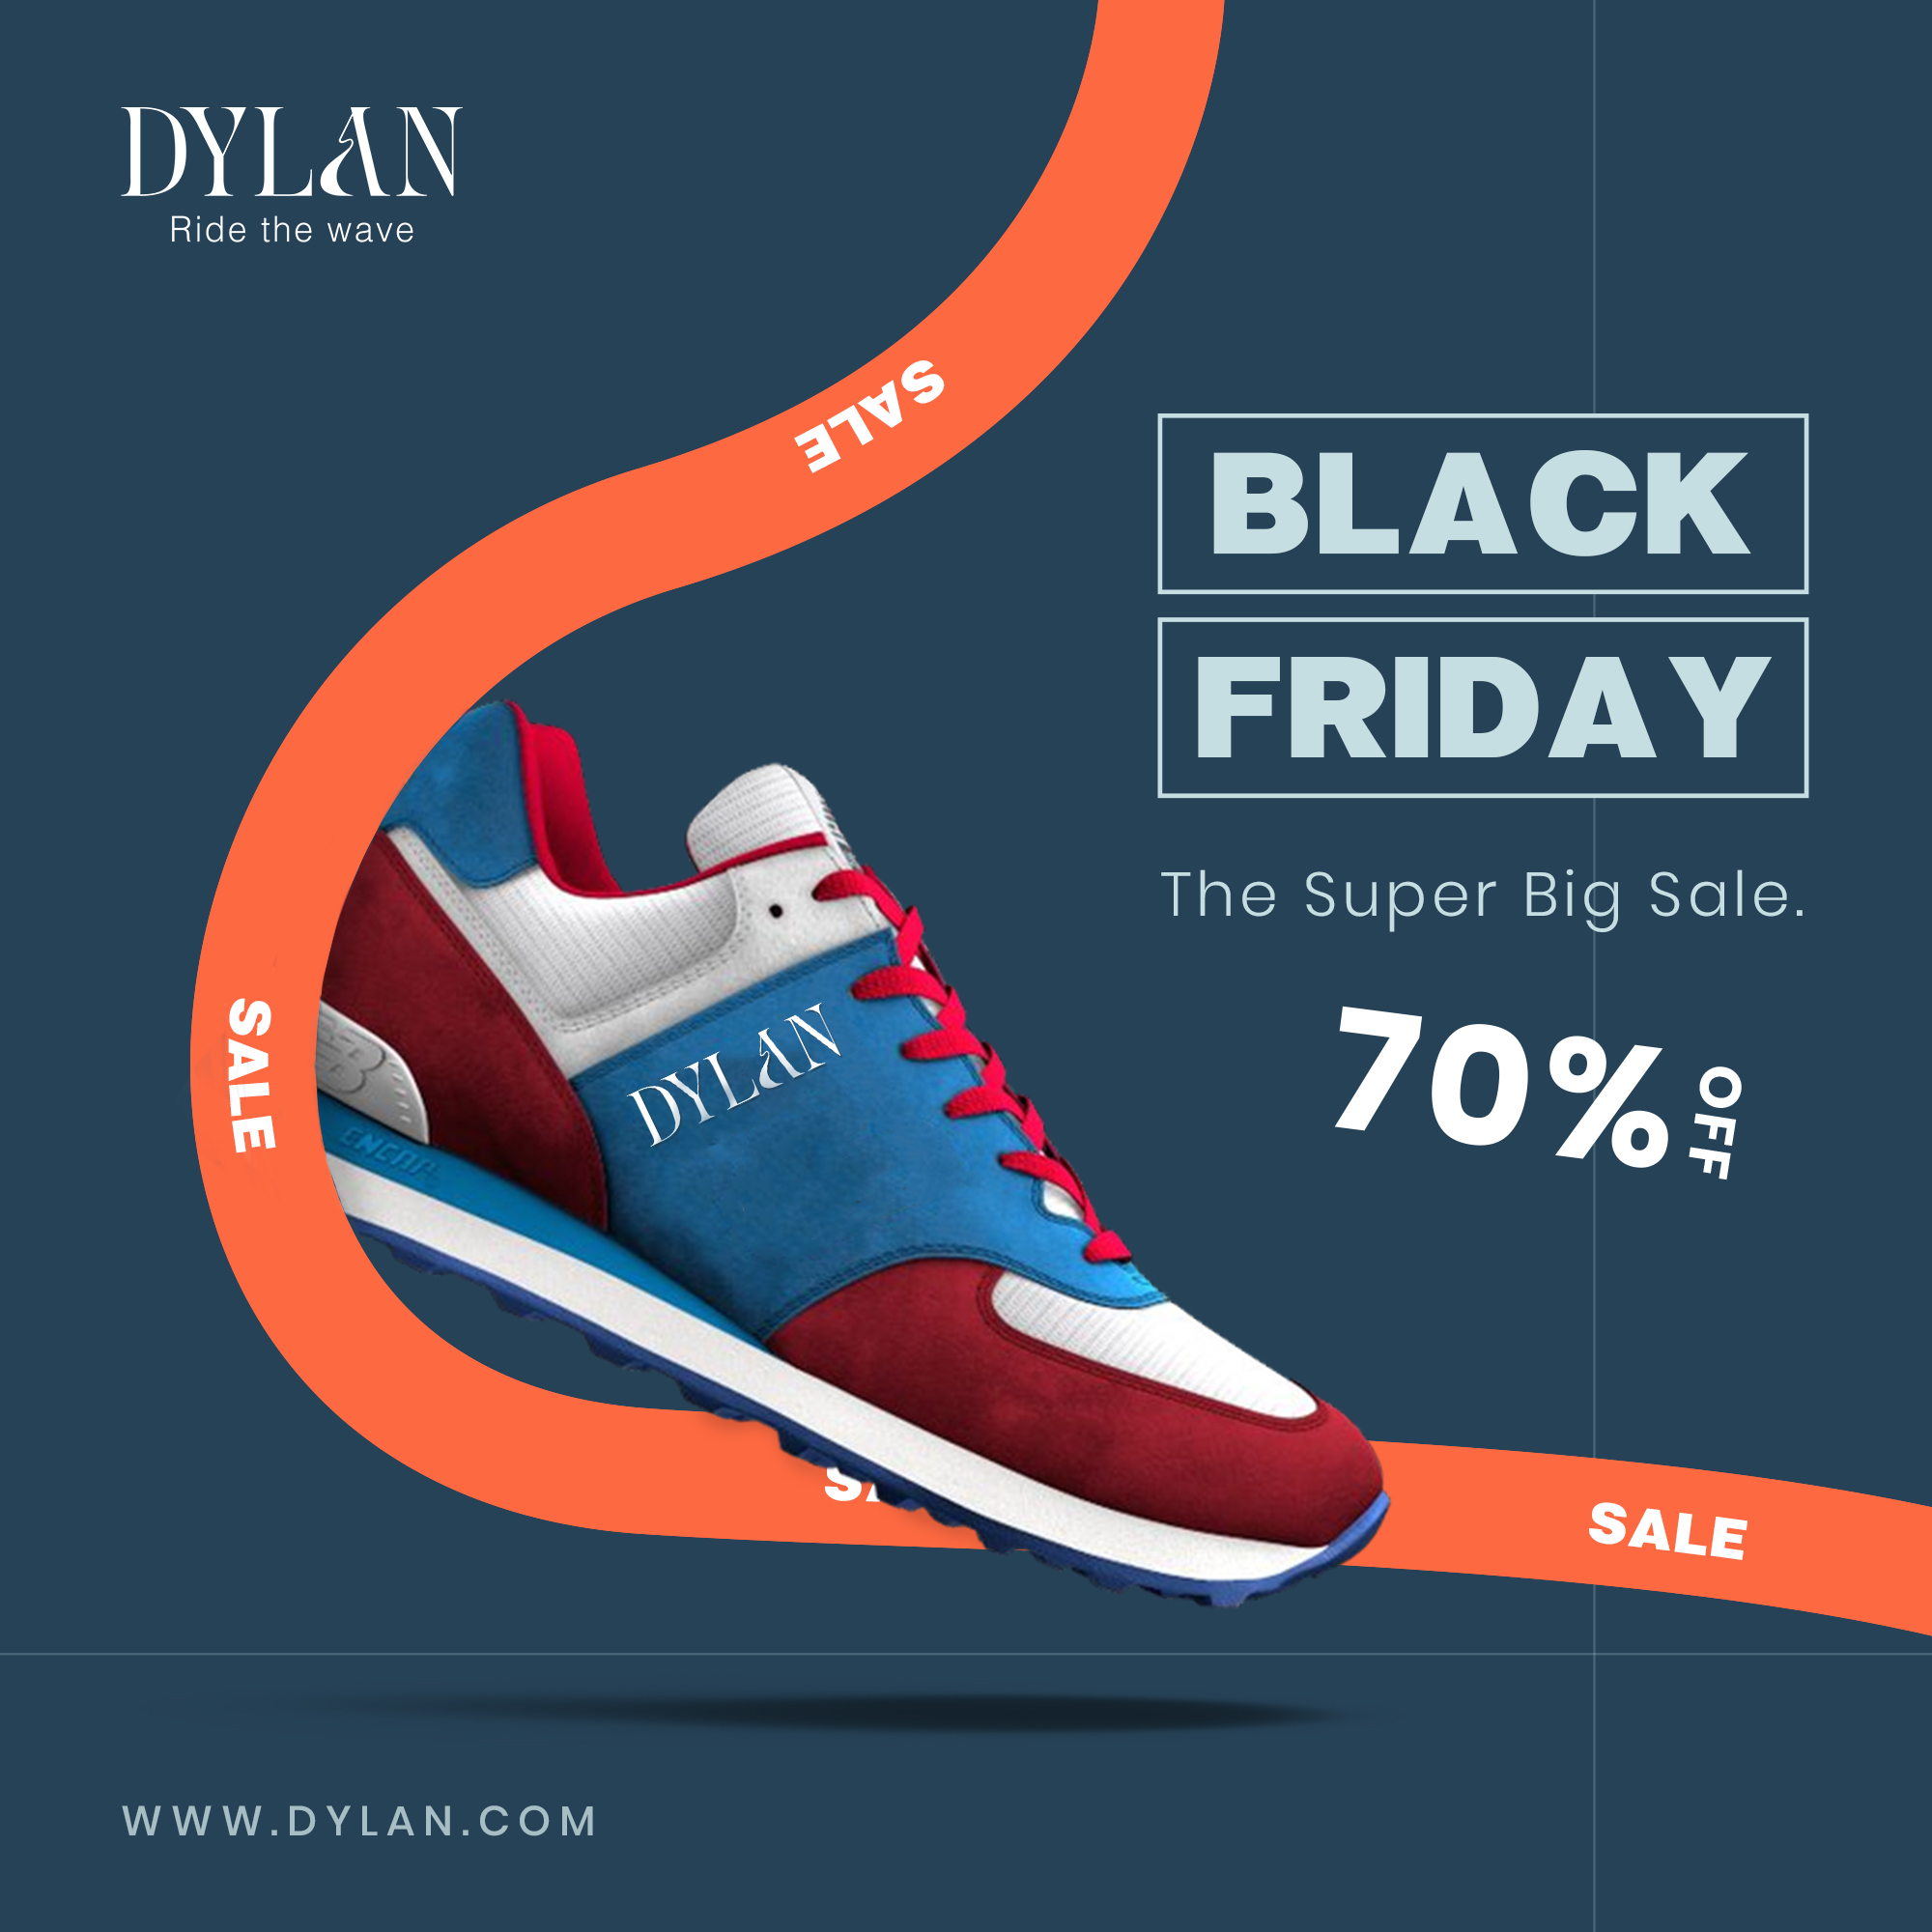 DYLAN
Ride the wave
SALE
BLACK
FRIDAY
The Super Big Sale.
70% OFF
DYLAN
SALE
ENCAP
SALE
WWW.DYLAN.COM